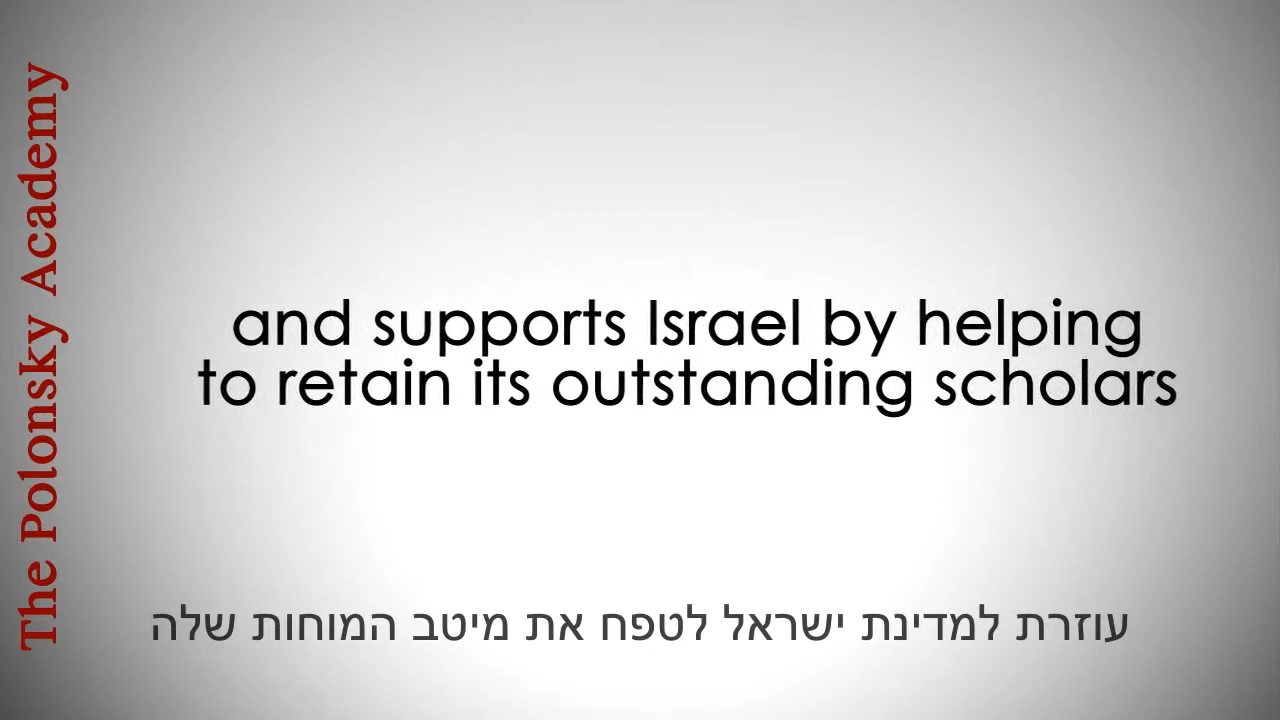 The Polonsky Academy
and supports Israel by helping
to retain its outstanding scholars
עוזרת למדינת ישראל לטפח את מיטב המוחות שלה